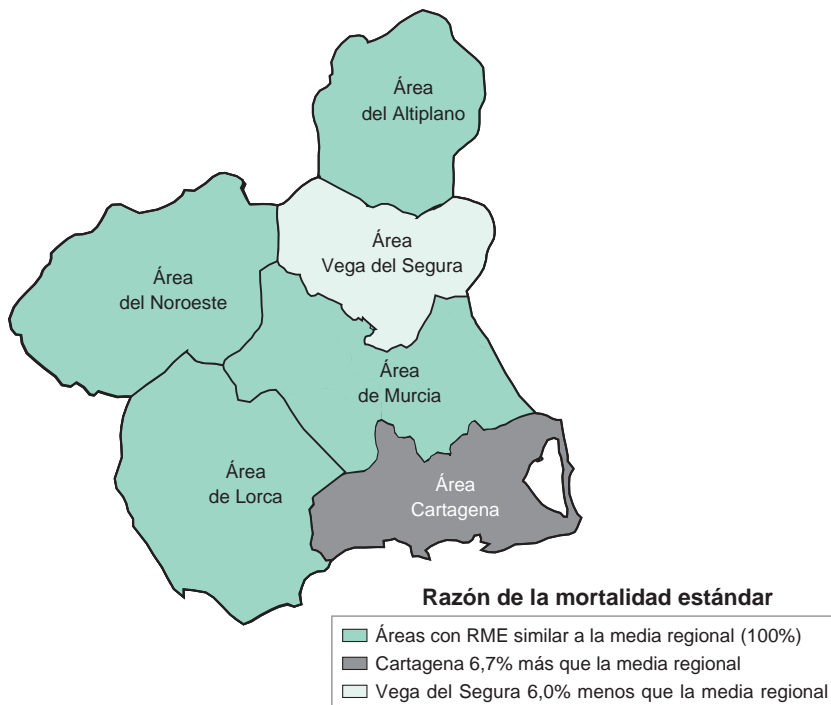 Área
del Altiplano
Área
Vega del Segura
Área
del Noroeste
Área
de Murcia
Área
de Lorca
Área
Cartagena
Razón de la mortalidad estándar
Áreas con RME similar a la media regional (100%)
Cartagena 6,7% más que la media regional
Vega del Segura 6,0% menos que la media regional